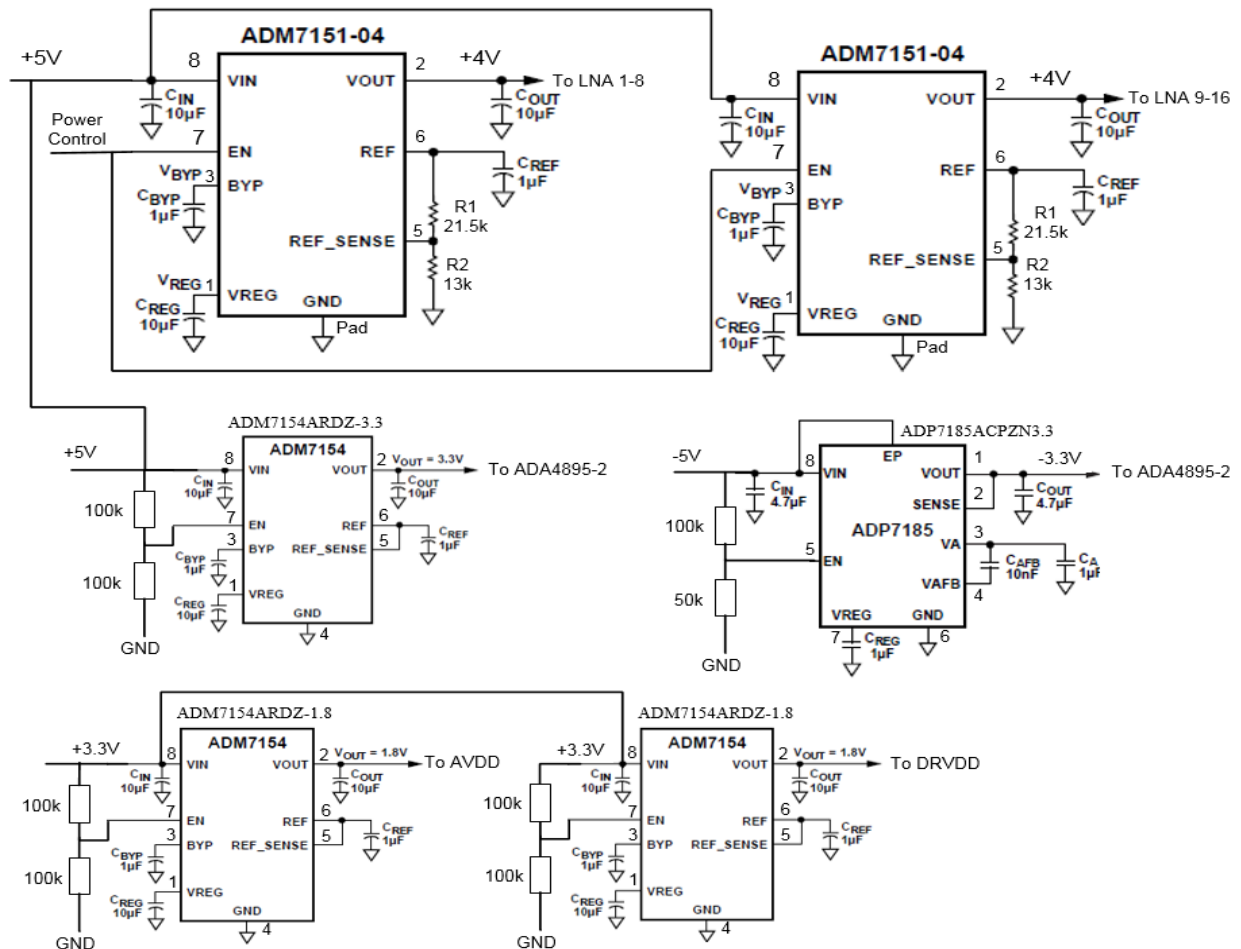 ADM7151-04
+5V
8
VIN
VOUT
2
+4V
To LNA 1-8
CIN
10µF
COUT
10µF
Power
Control
7
EN
REF
6
CREF
1µF
VBYP 3
BYP
CBYP
1µF
R1
21.5k
REF_SENSE
5
R2
13k
VREG 1
VREG
CREG
10µF
GND
Pad
ADM7151-04
8
VIN
VOUT
2
+4V
To LNA 9-16
CIN
10µF
COUT
10µF
7
EN
REF
6
CREF
1µF
VBYP 3
BYP
CBYP
1µF
R1
21.5k
REF_SENSE
5
R2
13k
VREG 1
VREG
CREG
10µF
GND
Pad
ADM7154ARDZ-3.3
ADM7154
+5V
8
VIN
VOUT
2
VOUT = 3.3V
To ADA4895-2
CIN
10µF
COUT
10µF
100k
7
EN
REF
6
CREF
1µF
3
BYP
REF_SENSE
5
CBYP
1µF
100k
1
VREG
CREG
10µF
GND
4
GND
ADP7185ACPZN3.3
-5V
8
VIN
EP
VOUT
1
-3.3V
To ADA4895-2
CIN
4.7µF
SENSE
2
COUT
4.7µF
100k
ADP7185
5
EN
VA
3
CAFB
10nF
CA
1µF
VAFB
4
50k
VREG
GND
7
6
CREG
1µF
GND
ADM7154ARDZ-1.8
ADM7154
+3.3V
8
VIN
VOUT
2
VOUT = 1.8V
To AVDD
CIN
10µF
COUT
10µF
100k
7
EN
REF
6
CREF
1µF
3
BYP
REF_SENSE
5
CBYP
1µF
100k
1
VREG
CREG
10µF
GND
4
GND
ADM7154ARDZ-1.8
ADM7154
+3.3V
8
VIN
VOUT
2
VOUT = 1.8V
To DRVDD
CIN
10µF
COUT
10µF
100k
7
EN
REF
6
CREF
1µF
3
BYP
REF_SENSE
5
CBYP
1µF
100k
1
VREG
CREG
10µF
GND
4
GND